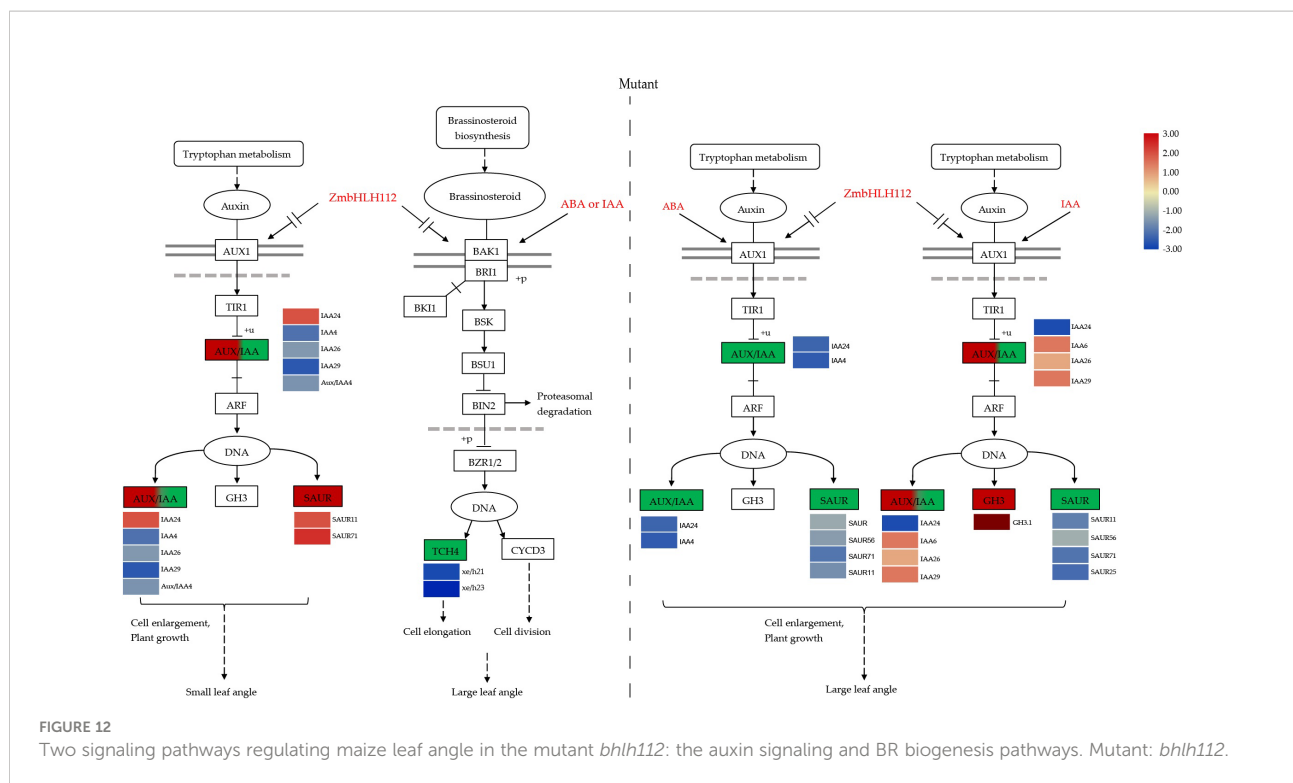 Mutant
Brassinosteroid
biosynthesis
Tryptophan metabolism
Brassinosteroid
Auxin
ZmbHLH112
ABA or IAA
AUX1
BAK1
BRI1
+p
BKI1
TIR1
BSK
+u
AUX/IAA
IAA24
IAA4
IAA26
IAA29
Aux/IAA4
BSU1
ARF
BIN2
Proteasomal
degradation
+p
BZR1/2
DNA
AUX/IAA
GH3
SAUR
IAA24
IAA4
IAA26
IAA29
Aux/IAA4
SAUR11
SAUR71
DNA
TCH4
CYCD3
xe/h21
xe/h23
Cell enlargement,
Plant growth
Cell elongation
Cell division
Small leaf angle
Large leaf angle
Tryptophan metabolism
Tryptophan metabolism
Auxin
Auxin
ABA
ZmbHLH112
IAA
AUX1
AUX1
TIR1
TIR1
+u
+u
AUX/IAA
IAA24
IAA4
AUX/IAA
IAA24
IAA6
IAA26
IAA29
ARF
ARF
DNA
DNA
AUX/IAA
GH3
SAUR
AUX/IAA
GH3
SAUR
IAA24
IAA4
SAUR
SAUR56
SAUR71
SAUR11
IAA24
IAA6
IAA26
IAA29
GH3.1
SAUR11
SAUR56
SAUR71
SAUR25
Cell enlargement,
Plant growth
Large leaf angle
3.00
2.00
1.00
0.00
-1.00
-2.00
-3.00
FIGURE 12
Two signaling pathways regulating maize leaf angle in the mutant bhlh112: the auxin signaling and BR biogenesis pathways. Mutant: bhlh112.